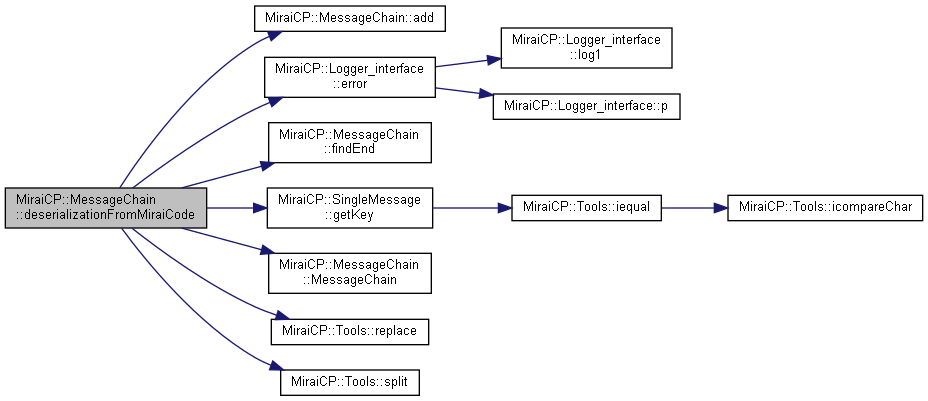 MiraiCP::MessageChain::add
MiraiCP::Logger_interface
::error
MiraiCP::Logger_interface
::log1
MiraiCP::Logger_interface::p
MiraiCP::MessageChain
::findEnd
MiraiCP::MessageChain
::deserializationFromMiraiCode
MiraiCP::SingleMessage
::getKey
MiraiCP::Tools::iequal
MiraiCP::Tools::icompareChar
MiraiCP::MessageChain
::MessageChain
MiraiCP::Tools::replace
MiraiCP::Tools::split